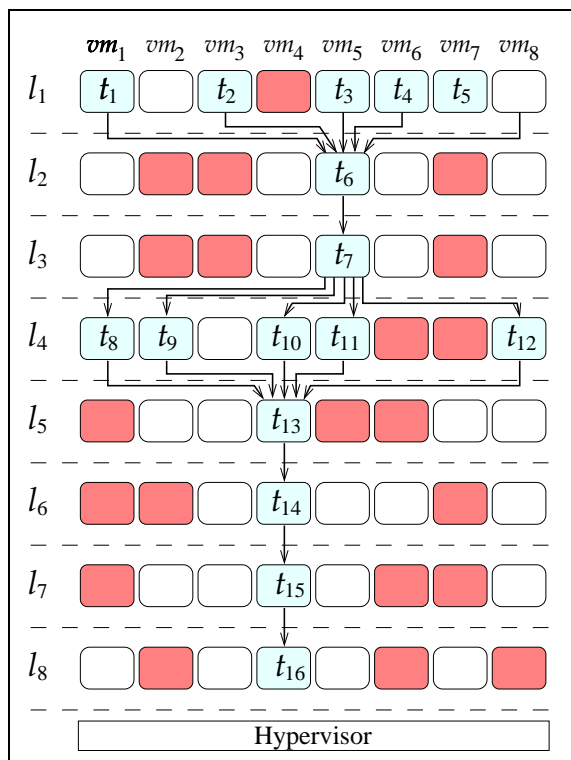 vm1 vm2 vm3 vm4 vm5 vm6 vm7 vm8
l1 t1 t2 t3 t4 t5
l2 t6
l3 t7
l4 t8 t9 t10 t11 t12
l5 t13
l6 t14
l7 t15
l8 t16
Hypervisor